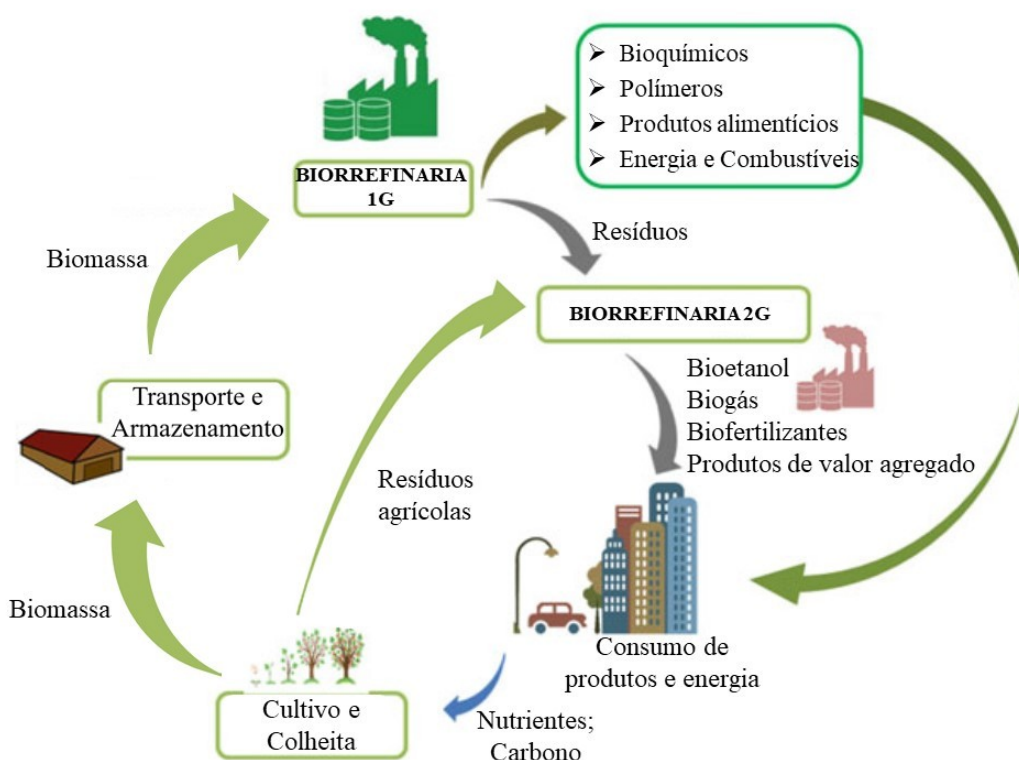 Bioquímicos
Polímeros
Produtos alimentícios
Energia e Combustíveis
BIORREFINARIA
1G
Resíduos
Biomassa
BIORREFINARIA 2G
Bioetanol
Biogás
Biofertilizantes
Produtos de valor agregado
Transporte e
Armazenamento
Resíduos
agrícolas
Biomassa
Consumo de
produtos e energia
Cultivo e
Colheita
Nutrientes;
Carbono